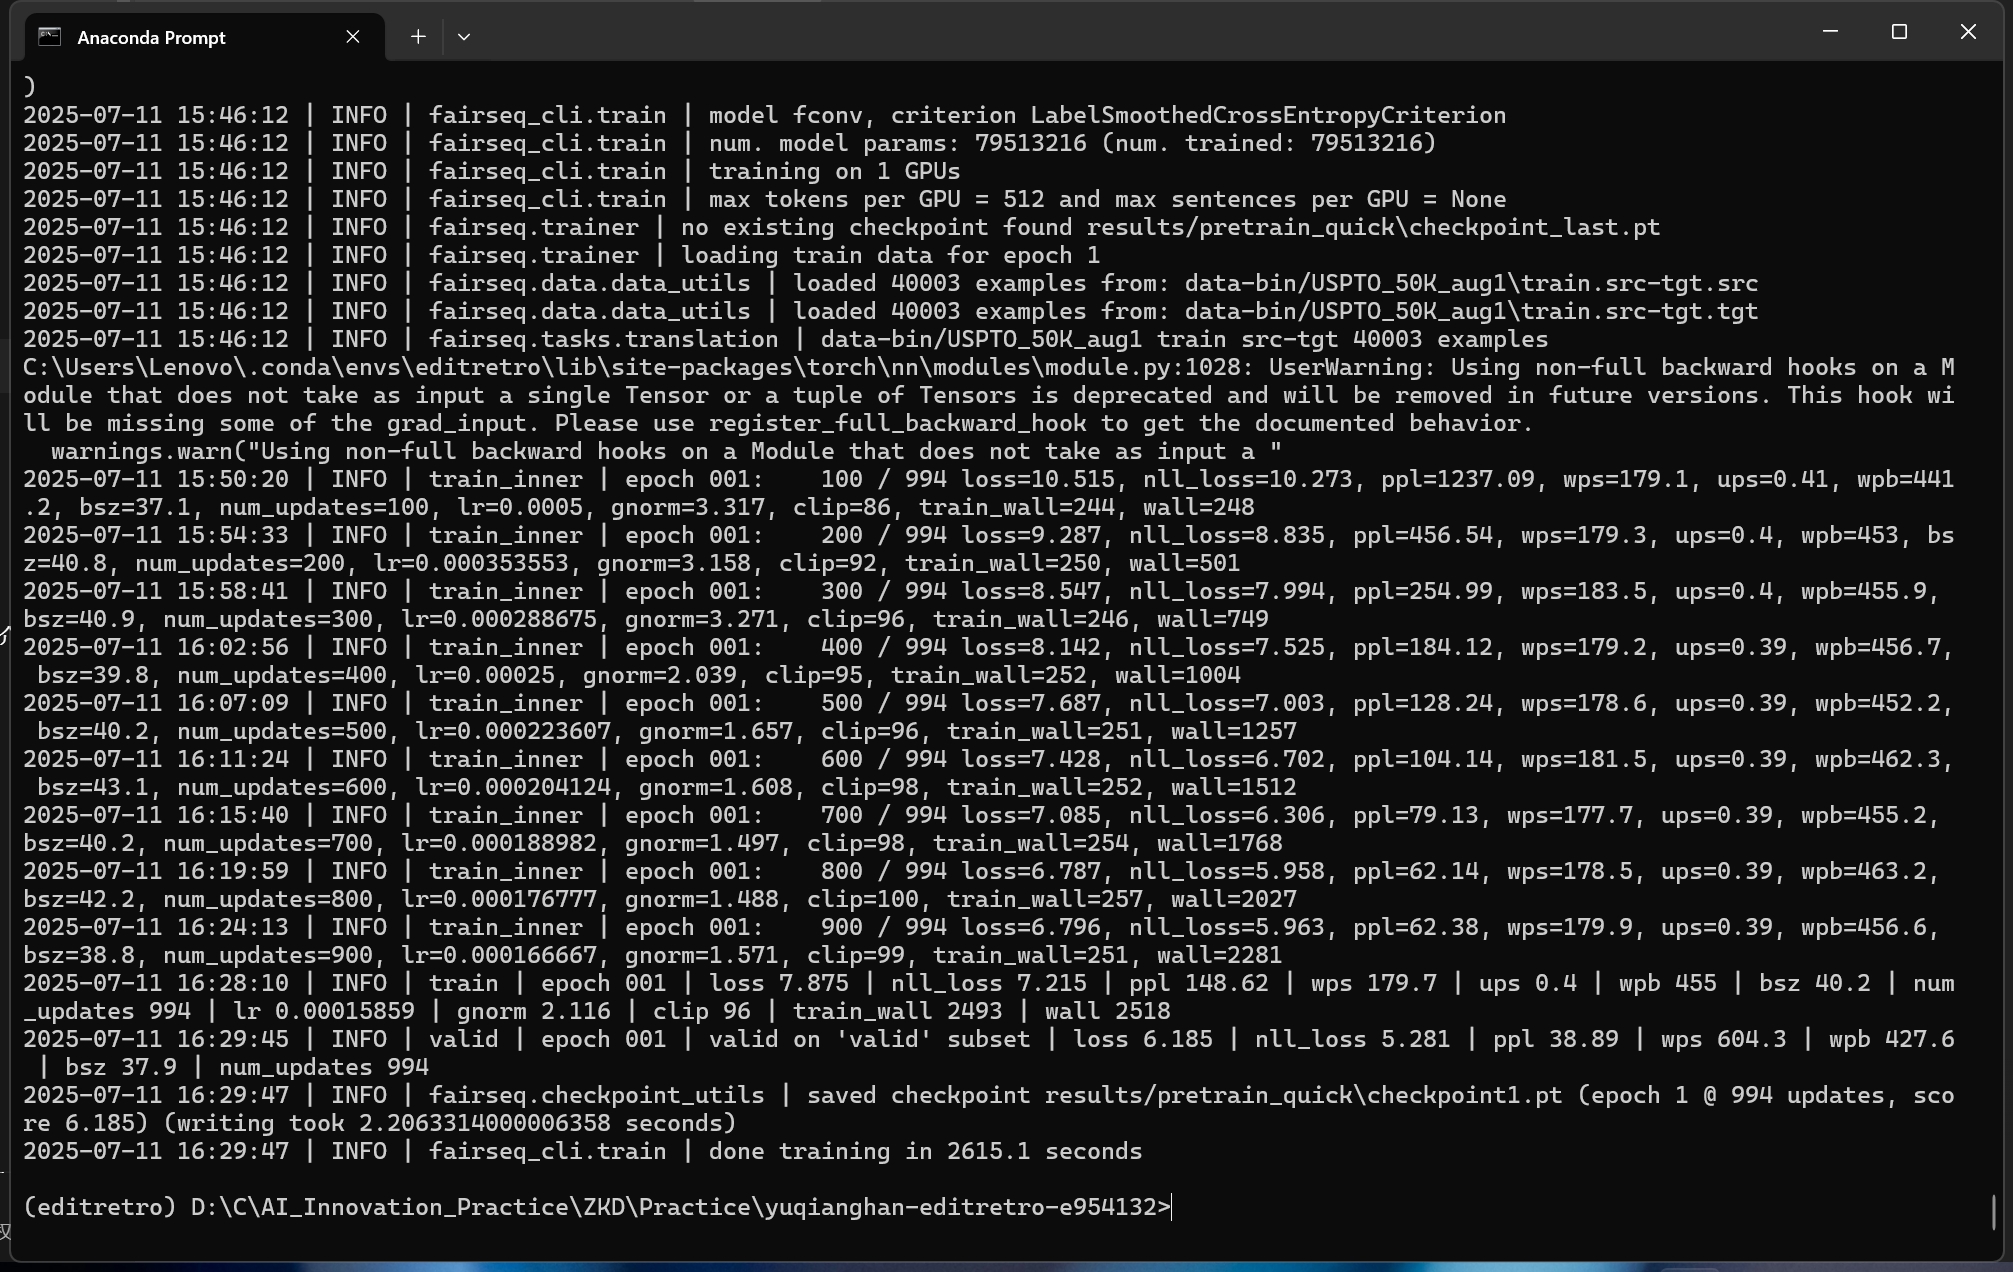 Anaconda Prompt
)
2025-07-11 15:46:12 | INFO | fairseq_cli.train | model fconv, criterion LabelSmoothedCrossEntropyCriterion
2025-07-11 15:46:12 | INFO | fairseq_cli.train | num. model params: 79513216 (num. trained: 79513216)
2025-07-11 15:46:12 | INFO | fairseq_cli.train | training on 1 GPUs
2025-07-11 15:46:12 | INFO | fairseq_cli.train | max tokens per GPU = 512 and max sentences per GPU = None
2025-07-11 15:46:12 | INFO | fairseq.trainer | no existing checkpoint found results/pretrain_quick\checkpoint_last.pt
2025-07-11 15:46:12 | INFO | fairseq.trainer | loading train data for epoch 1
2025-07-11 15:46:12 | INFO | fairseq.data.data_utils | loaded 40003 examples from: data-bin/USPTO_50K_aug1\train.src-tgt.src
2025-07-11 15:46:12 | INFO | fairseq.data.data_utils | loaded 40003 examples from: data-bin/USPTO_50K_aug1\train.src-tgt.tgt
2025-07-11 15:46:12 | INFO | fairseq.tasks.translation | data-bin/USPTO_50K_aug1 train src-tgt 40003 examples
C:\Users\Lenovo\.conda\envs\editretro\lib\site-packages\torch\nn\modules\module.py:1028: UserWarning: Using non-full backward hooks on a M
odule that does not take as input a single Tensor or a tuple of Tensors is deprecated and will be removed in future versions. This hook wi
ll be missing some of the grad_input. Please use register_full_backward_hook to get the documented behavior.
  warnings.warn("Using non-full backward hooks on a Module that does not take as input a "
2025-07-11 15:50:20 | INFO | train_inner | epoch 001:    100 / 994 loss=10.515, nll_loss=10.273, ppl=1237.09, wps=179.1, ups=0.41, wpb=441
.2, bsz=37.1, num_updates=100, lr=0.0005, gnorm=3.317, clip=86, train_wall=244, wall=248
2025-07-11 15:54:33 | INFO | train_inner | epoch 001:    200 / 994 loss=9.287, nll_loss=8.835, ppl=456.54, wps=179.3, ups=0.4, wpb=453, bs
z=40.8, num_updates=200, lr=0.000353553, gnorm=3.158, clip=92, train_wall=250, wall=501
2025-07-11 15:58:41 | INFO | train_inner | epoch 001:    300 / 994 loss=8.547, nll_loss=7.994, ppl=254.99, wps=183.5, ups=0.4, wpb=455.9,
bsz=40.9, num_updates=300, lr=0.000288675, gnorm=3.271, clip=96, train_wall=246, wall=749
2025-07-11 16:02:56 | INFO | train_inner | epoch 001:    400 / 994 loss=8.142, nll_loss=7.525, ppl=184.12, wps=179.2, ups=0.39, wpb=456.7,
 bsz=39.8, num_updates=400, lr=0.00025, gnorm=2.039, clip=95, train_wall=252, wall=1004
2025-07-11 16:07:09 | INFO | train_inner | epoch 001:    500 / 994 loss=7.687, nll_loss=7.003, ppl=128.24, wps=178.6, ups=0.39, wpb=452.2,
 bsz=40.2, num_updates=500, lr=0.000223607, gnorm=1.657, clip=96, train_wall=251, wall=1257
2025-07-11 16:11:24 | INFO | train_inner | epoch 001:    600 / 994 loss=7.428, nll_loss=6.702, ppl=104.14, wps=181.5, ups=0.39, wpb=462.3,
 bsz=43.1, num_updates=600, lr=0.000204124, gnorm=1.608, clip=98, train_wall=252, wall=1512
2025-07-11 16:15:40 | INFO | train_inner | epoch 001:    700 / 994 loss=7.085, nll_loss=6.306, ppl=79.13, wps=177.7, ups=0.39, wpb=455.2,
bsz=40.2, num_updates=700, lr=0.000188982, gnorm=1.497, clip=98, train_wall=254, wall=1768
2025-07-11 16:19:59 | INFO | train_inner | epoch 001:    800 / 994 loss=6.787, nll_loss=5.958, ppl=62.14, wps=178.5, ups=0.39, wpb=463.2,
bsz=42.2, num_updates=800, lr=0.000176777, gnorm=1.488, clip=100, train_wall=257, wall=2027
2025-07-11 16:24:13 | INFO | train_inner | epoch 001:    900 / 994 loss=6.796, nll_loss=5.963, ppl=62.38, wps=179.9, ups=0.39, wpb=456.6,
bsz=38.8, num_updates=900, lr=0.000166667, gnorm=1.571, clip=99, train_wall=251, wall=2281
2025-07-11 16:28:10 | INFO | train | epoch 001 | loss 7.875 | nll_loss 7.215 | ppl 148.62 | wps 179.7 | ups 0.4 | wpb 455 | bsz 40.2 | num
_updates 994 | lr 0.00015859 | gnorm 2.116 | clip 96 | train_wall 2493 | wall 2518
2025-07-11 16:29:45 | INFO | valid | epoch 001 | valid on 'valid' subset | loss 6.185 | nll_loss 5.281 | ppl 38.89 | wps 604.3 | wpb 427.6
 | bsz 37.9 | num_updates 994
2025-07-11 16:29:47 | INFO | fairseq.checkpoint_utils | saved checkpoint results/pretrain_quick\checkpoint1.pt (epoch 1 @ 994 updates, sco
re 6.185) (writing took 2.2063314000006358 seconds)
2025-07-11 16:29:47 | INFO | fairseq_cli.train | done training in 2615.1 seconds
(editretro) D:\C\AI_Innovation_Practice\ZKD\Practice\yuqianghan-editretro-e954132>